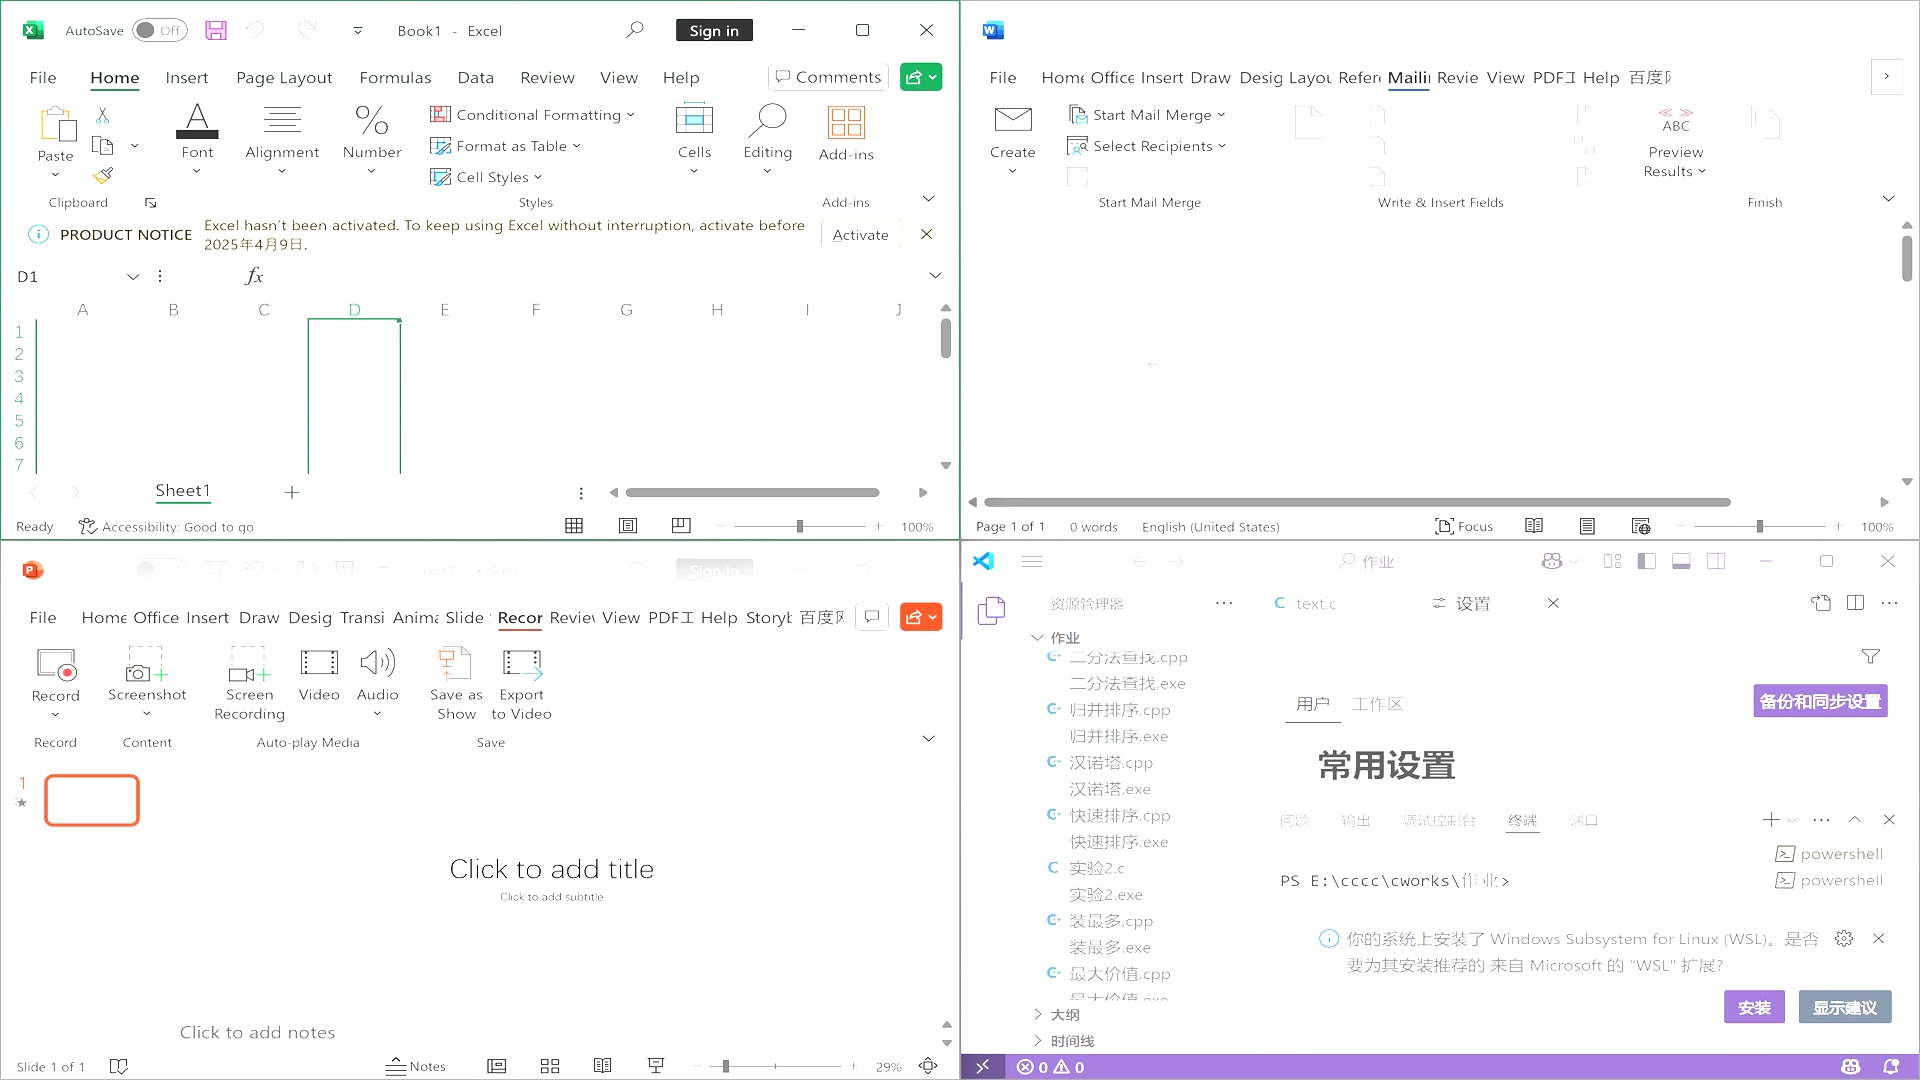 AutoSave Off Book1 - Excel Sign in
File Home Insert Page Layout Formulas Data Review View Help Comments
Paste Font Alignment Number Conditional Formatting Format as Table Cell Styles Cells Editing Add-ins
Clipboard Styles Add-ins
PRODUCT NOTICE Excel hasn't been activated. To keep using Excel without interruption, activate before
2025年4月9日. Activate
D1 fx
A B C D E F G H I J
1
2
3
4
5
6
7
Sheet1
Ready Accessibility: Good to go 100%
File Home Office Insert Draw Desig Layou Refere Mailin Revie View PDF工 Help 百度网
Create Start Mail Merge Select Recipients ABC Preview Results
Start Mail Merge Write & Insert Fields Finish
Page 1 of 1 0 words English (United States) Focus 100%
Sign in
File Home Office Insert Draw Desig Transi Anima Slide Recor Review View PDF工 Help Storyb 百度网
Record Screenshot Screen Recording Video Audio Save as Show Export to Video
Record Content Auto-play Media Save
1
Click to add title
Click to add subtitle
Click to add notes
Slide 1 of 1 Notes 29%
作业
资源管理器 text.c 设置
作业
二分法查找.cpp
二分法查找.exe
归并排序.cpp
归并排序.exe
汉诺塔.cpp
汉诺塔.exe
快速排序.cpp
快速排序.exe
实验2.c
实验2.exe
装最多.cpp
装最多.exe
最大价值.cpp
最大价值.exe
大纲
时间线
用户 工作区 备份和同步设置
常用设置
问题 输出 调试控制台 终端 端口
powershell
powershell
PS E:\cccc\cworks\作业>
你的系统上安装了 Windows Subsystem for Linux (WSL)。是否
要为其安装推荐的 来自 Microsoft 的 "WSL" 扩展?
安装 显示建议
0 0